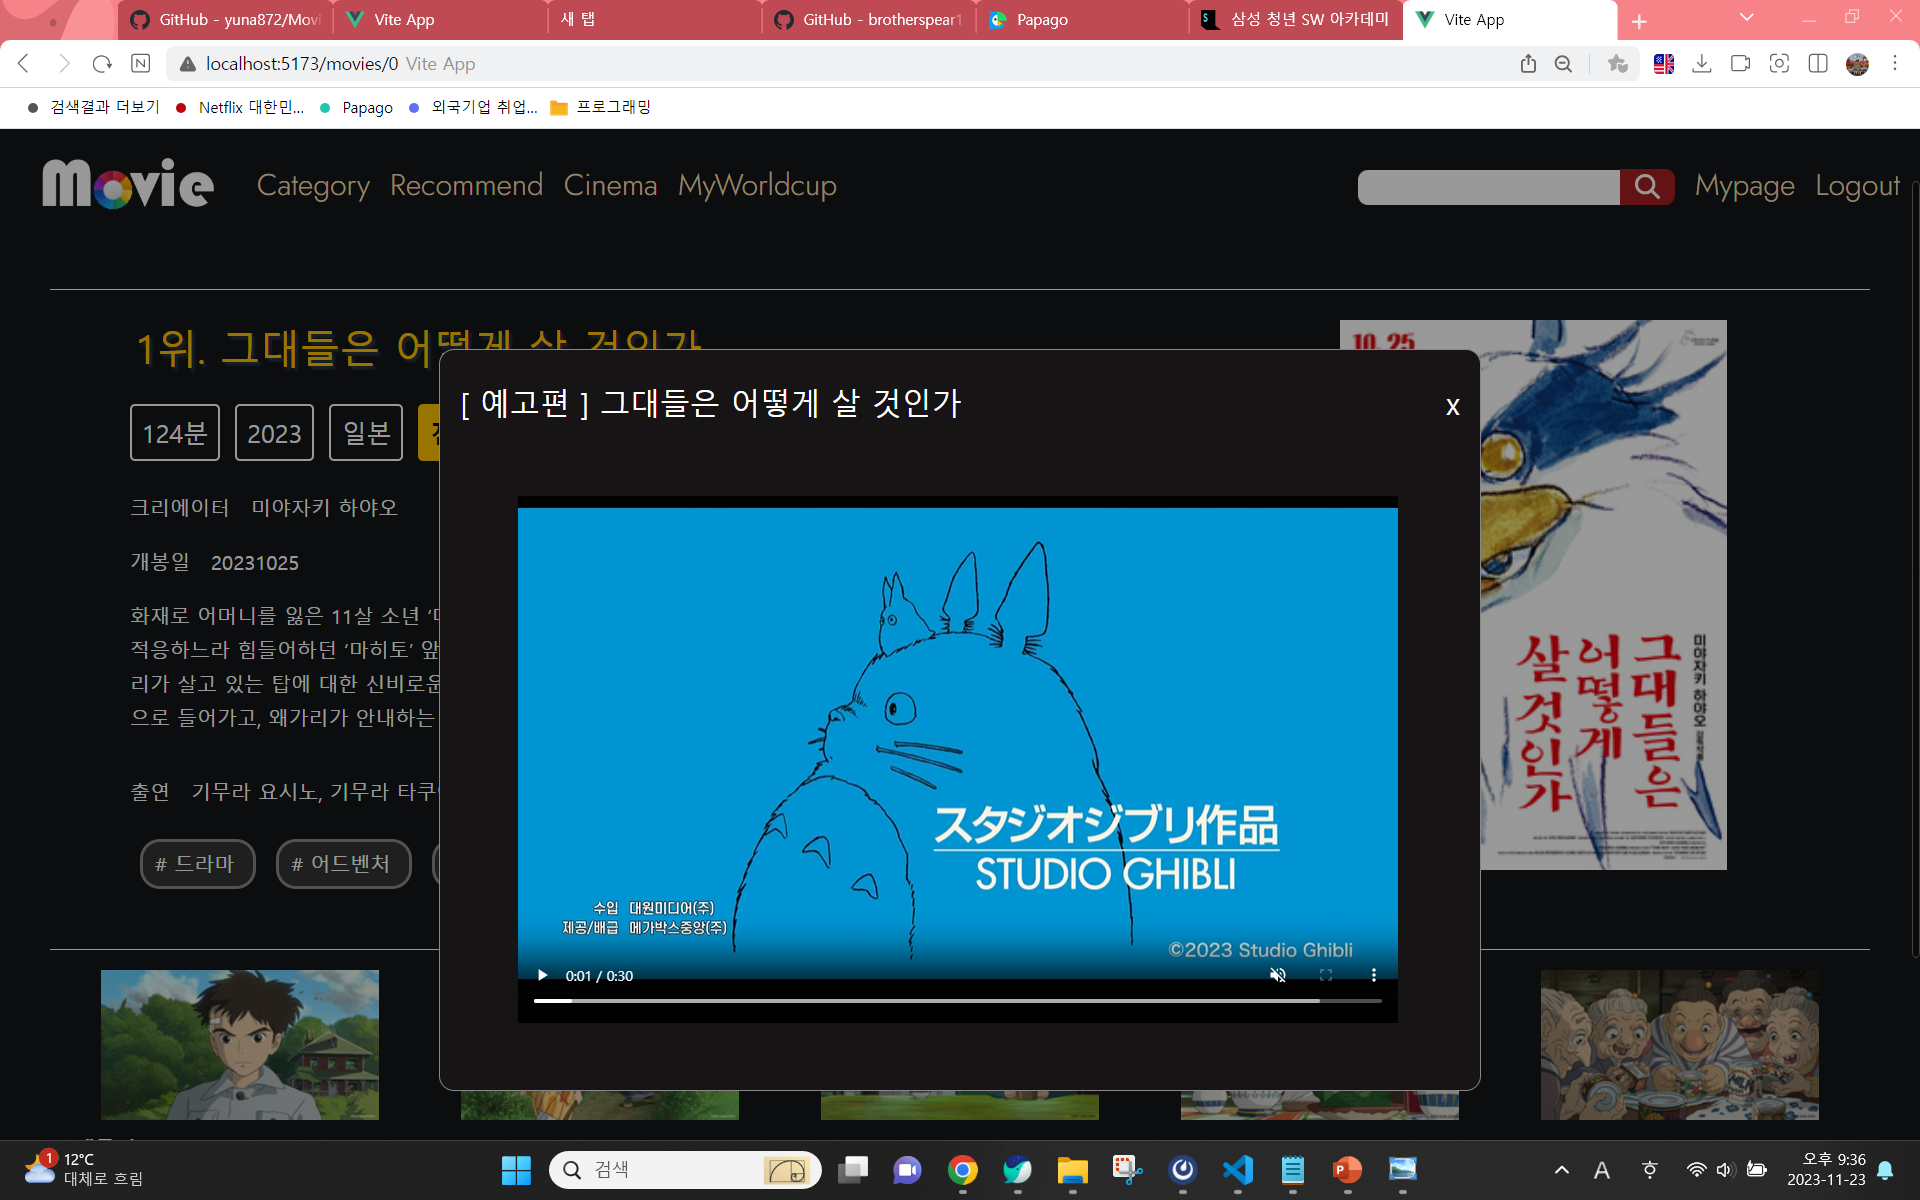 GitHub - yuna872/Movi
Vite App
새 탭
GitHub - brotherspear1
Papago
삼성 청년 SW 아카데미
Vite App
localhost:5173/movies/0 Vite App
검색결과 더보기
Netflix 대한민...
Papago
외국기업 취업...
프로그래밍
Movie
Category
Recommend
Cinema
MyWorldcup
Mypage
Logout
1위. 그대들은 어떻게 살 것인가
[ 예고편 ] 그대들은 어떻게 살 것인가
X
124분
2023
일본
크리에이터 미야자키 하야오
개봉일 20231025
화재로 어머니를 잃은 11살 소년
적응하느라 힘들어하던 ‘마히토’ 앞
리가 살고 있는 탑에 대한 신비로운
으로 들어가고, 왜가리가 안내하는
출연 기무라 요시노, 기무라 타쿠
# 드라마
# 어드벤처
スタジオジブリ作品
STUDIO GHIBLI
수입 대원미디어(주)
제공/배급 메가박스중앙(주)
©2023 Studio Ghibli
0:01 / 0:30
10. 25
미야자키 하야오 감독작품
그대들은
어떻게
살 것인가
MILK
1
12°C
대체로 흐림
검색
A
오후 9:36
2023-11-23